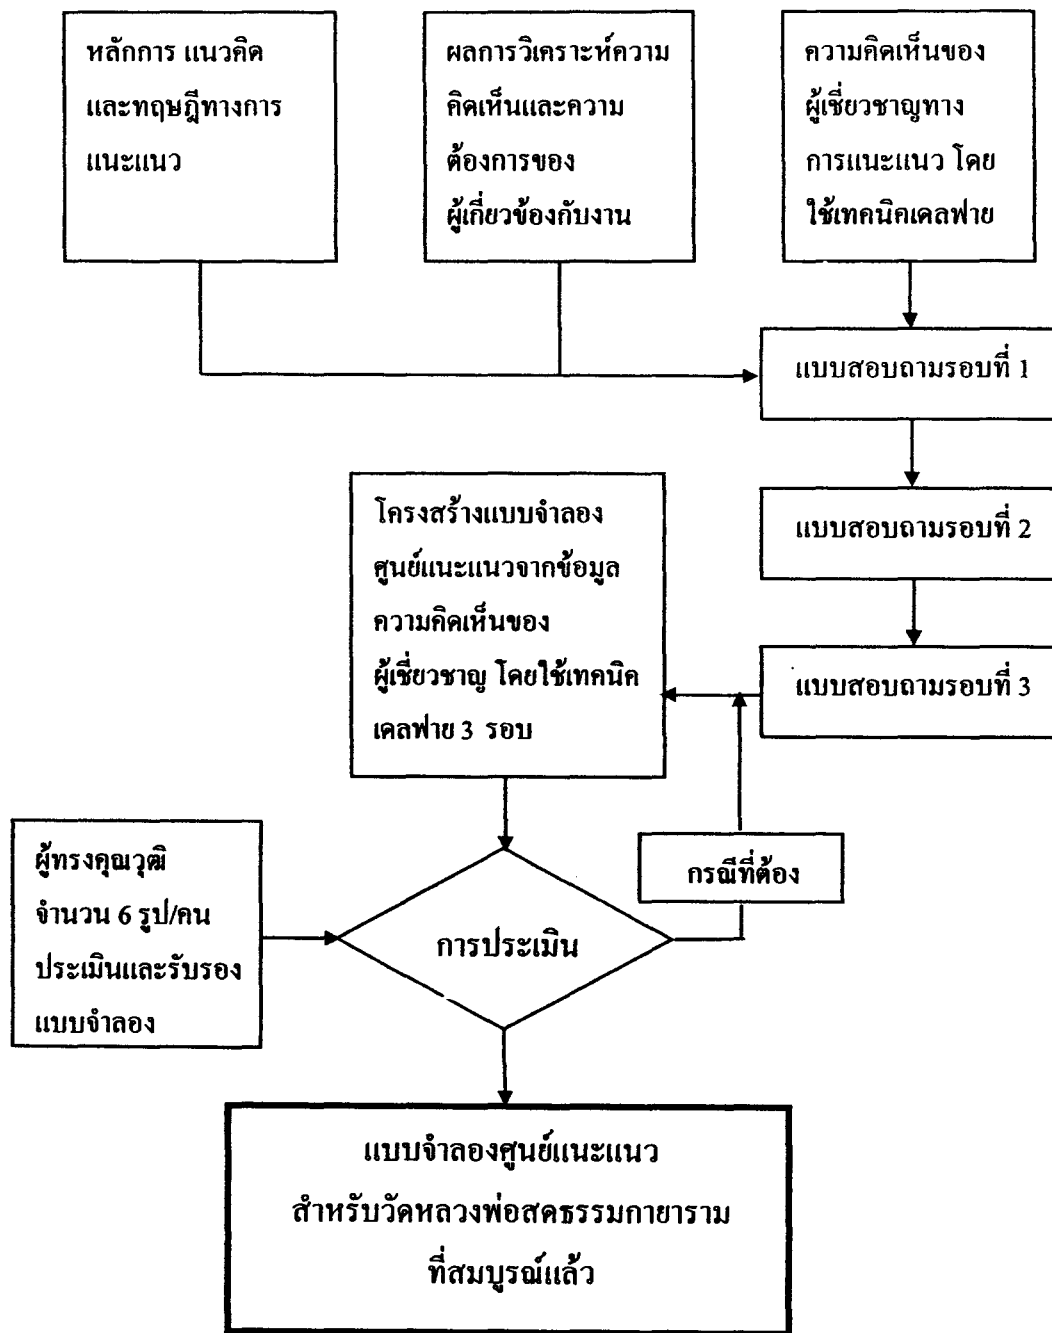 หลักการ แนวคิด
และทฤษฎีทางการ
แนะแนว
ผลการวิเคราะห์ความ
คิดเห็นและความ
ต้องการของ
ผู้เกี่ยวข้องกับงาน
ความคิดเห็นของ
ผู้เชี่ยวชาญทาง
การแนะแนว โดย
ใช้เทคนิคเดลฟาย
แบบสอบถามรอบที่ 1
แบบสอบถามรอบที่ 2
แบบสอบถามรอบที่ 3
โครงสร้างแบบจำลอง
ศูนย์แนะแนวจากข้อมูล
ความคิดเห็นของ
ผู้เชี่ยวชาญ โดยใช้เทคนิค
เดลฟาย 3 รอบ
กรณีที่ต้อง
ผู้ทรงคุณวุฒิ
จำนวน 6 รูป/คน
ประเมินและรับรอง
แบบจำลอง
การประเมิน
แบบจำลองศูนย์แนะแนว
สำหรับวัดหลวงพ่อสดธรรมกายาราม
ที่สมบูรณ์แล้ว